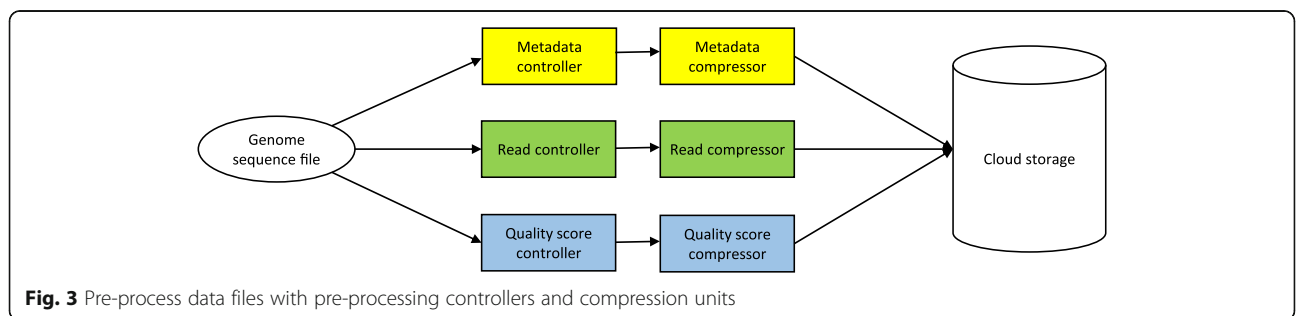 Metadata
controller
Metadata
compressor
Genome
sequence file
Read controller
Read compressor
Cloud storage
Quality score
controller
Quality score
compressor
Fig. 3 Pre-process data files with pre-processing controllers and compression units